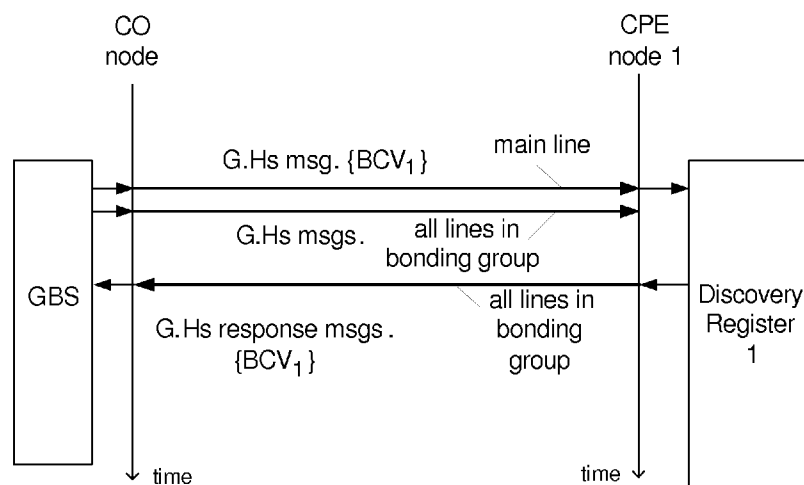 CO
node
CPE
node 1
G.Hs msg. {BCV1}
main line
G.Hs msgs.
all lines in
bonding group
GBS
G.Hs response msgs.
{BCV1}
all lines in
bonding
group
Discovery
Register
1
time
time